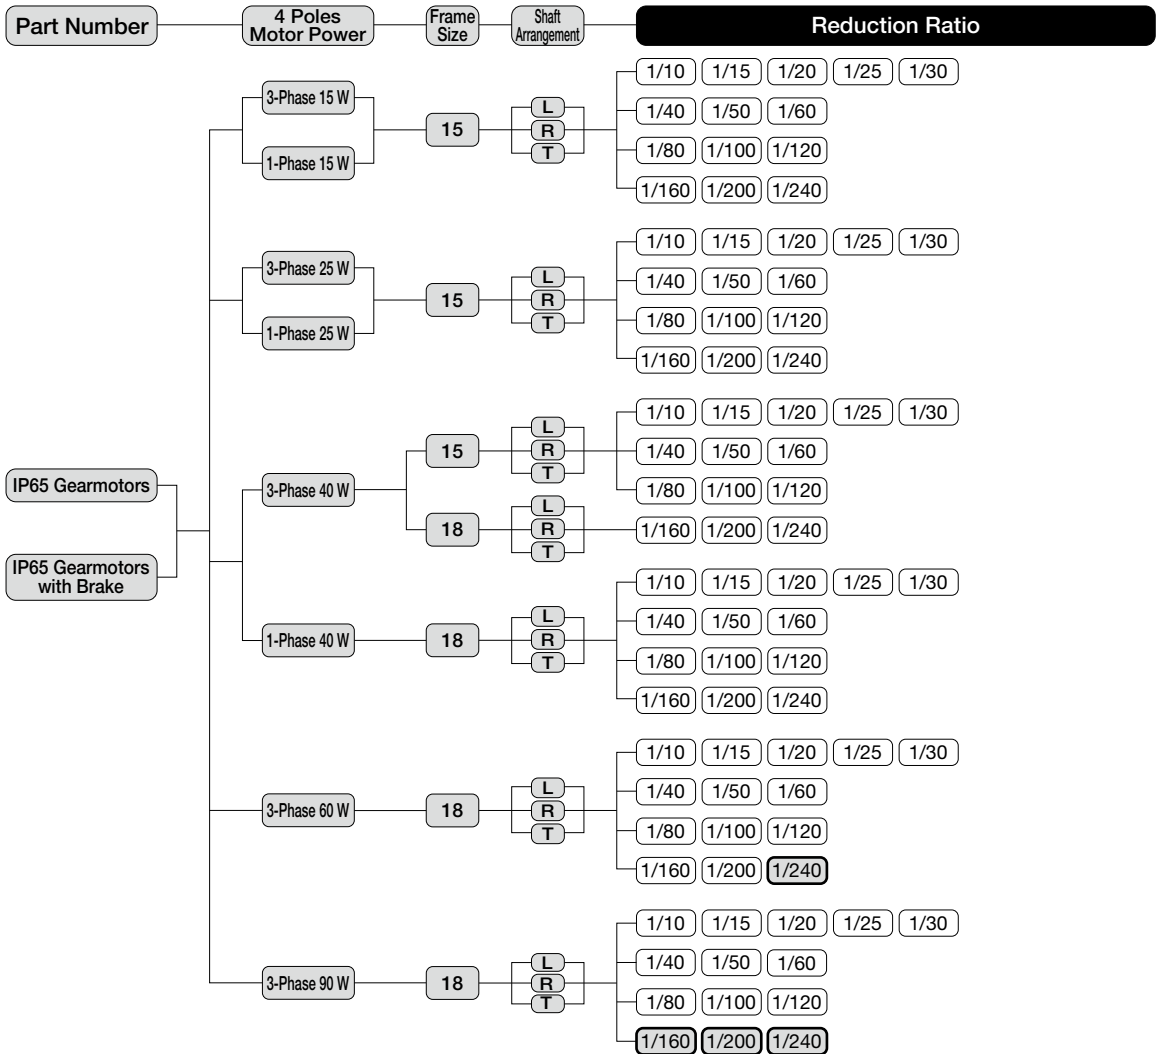 Part Number
4 Poles
Motor Power
Frame
Size
Shaft
Arrangement
Reduction Ratio
IP65 Gearmotors
IP65 Gearmotors
with Brake
3-Phase 15 W
1-Phase 15 W
15
L
R
T
1/10 1/15 1/20 1/25 1/30
1/40 1/50 1/60
1/80 1/100 1/120
1/160 1/200 1/240
3-Phase 25 W
1-Phase 25 W
15
L
R
T
1/10 1/15 1/20 1/25 1/30
1/40 1/50 1/60
1/80 1/100 1/120
1/160 1/200 1/240
3-Phase 40 W
15
L
R
T
1/10 1/15 1/20 1/25 1/30
1/40 1/50 1/60
1/80 1/100 1/120
18
L
R
T
1/160 1/200 1/240
1-Phase 40 W
18
L
R
T
1/10 1/15 1/20 1/25 1/30
1/40 1/50 1/60
1/80 1/100 1/120
1/160 1/200 1/240
3-Phase 60 W
18
L
R
T
1/10 1/15 1/20 1/25 1/30
1/40 1/50 1/60
1/80 1/100 1/120
1/160 1/200 1/240
3-Phase 90 W
18
L
R
T
1/10 1/15 1/20 1/25 1/30
1/40 1/50 1/60
1/80 1/100 1/120
1/160 1/200 1/240